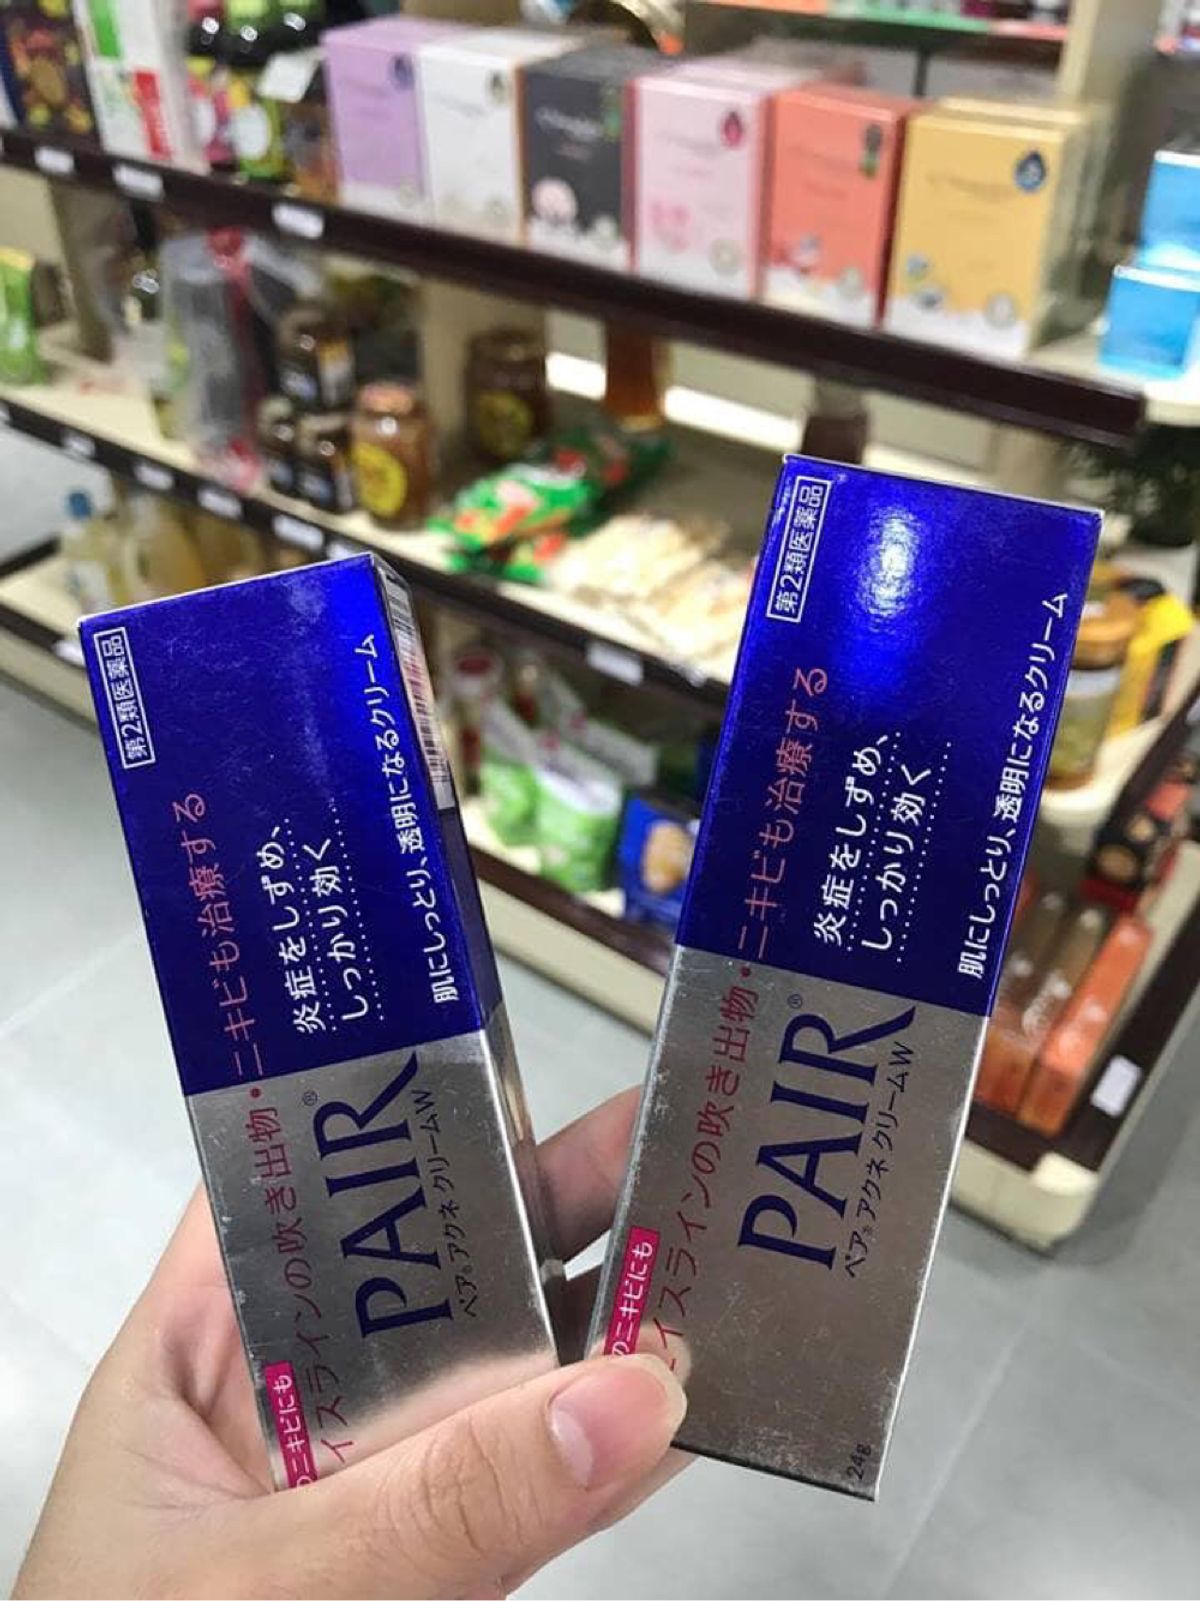 第2類医薬品
のニキビにも
イスラインの吹き出物・ニキビも治療する
炎症をしずめ、
しっかり効く
PAIR®
ペア®アクネクリームW
肌にしっとり、透明になるクリーム
第2類医薬品
のニキビにも
イスラインの吹き出物・ニキビも治療する
炎症をしずめ、
しっかり効く
PAIR®
ペア®アクネクリームW
肌にしっとり、透明になるクリーム
24g